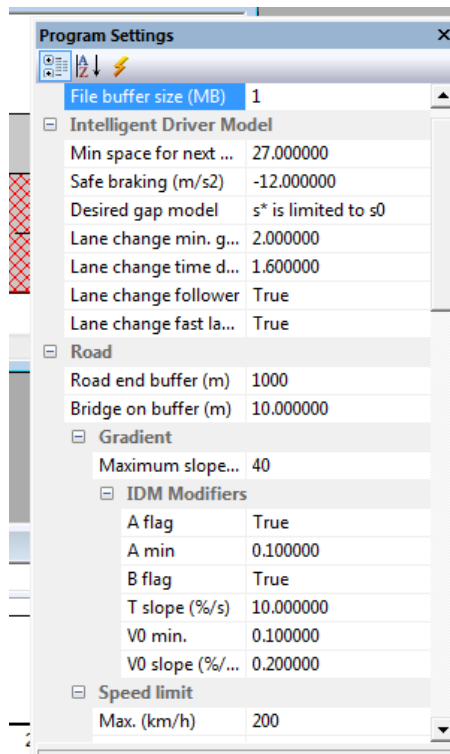 Program Settings
File buffer size (MB) 1
Intelligent Driver Model
Min space for next ... 27.000000
Safe braking (m/s2) -12.000000
Desired gap model s* is limited to s0
Lane change min. g... 2.000000
Lane change time d... 1.600000
Lane change follower True
Lane change fast la... True
Road
Road end buffer (m) 1000
Bridge on buffer (m) 10.000000
Gradient
Maximum slope... 40
IDM Modifiers
A flag True
A min 0.100000
B flag True
T slope (%/s) 10.000000
V0 min. 0.100000
V0 slope (%/... 0.200000
Speed limit
Max. (km/h) 200